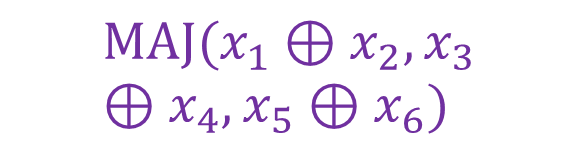 MAJ(x₁ ⊕ x₂, x₃
⊕ x₄, x₅ ⊕ x₆)